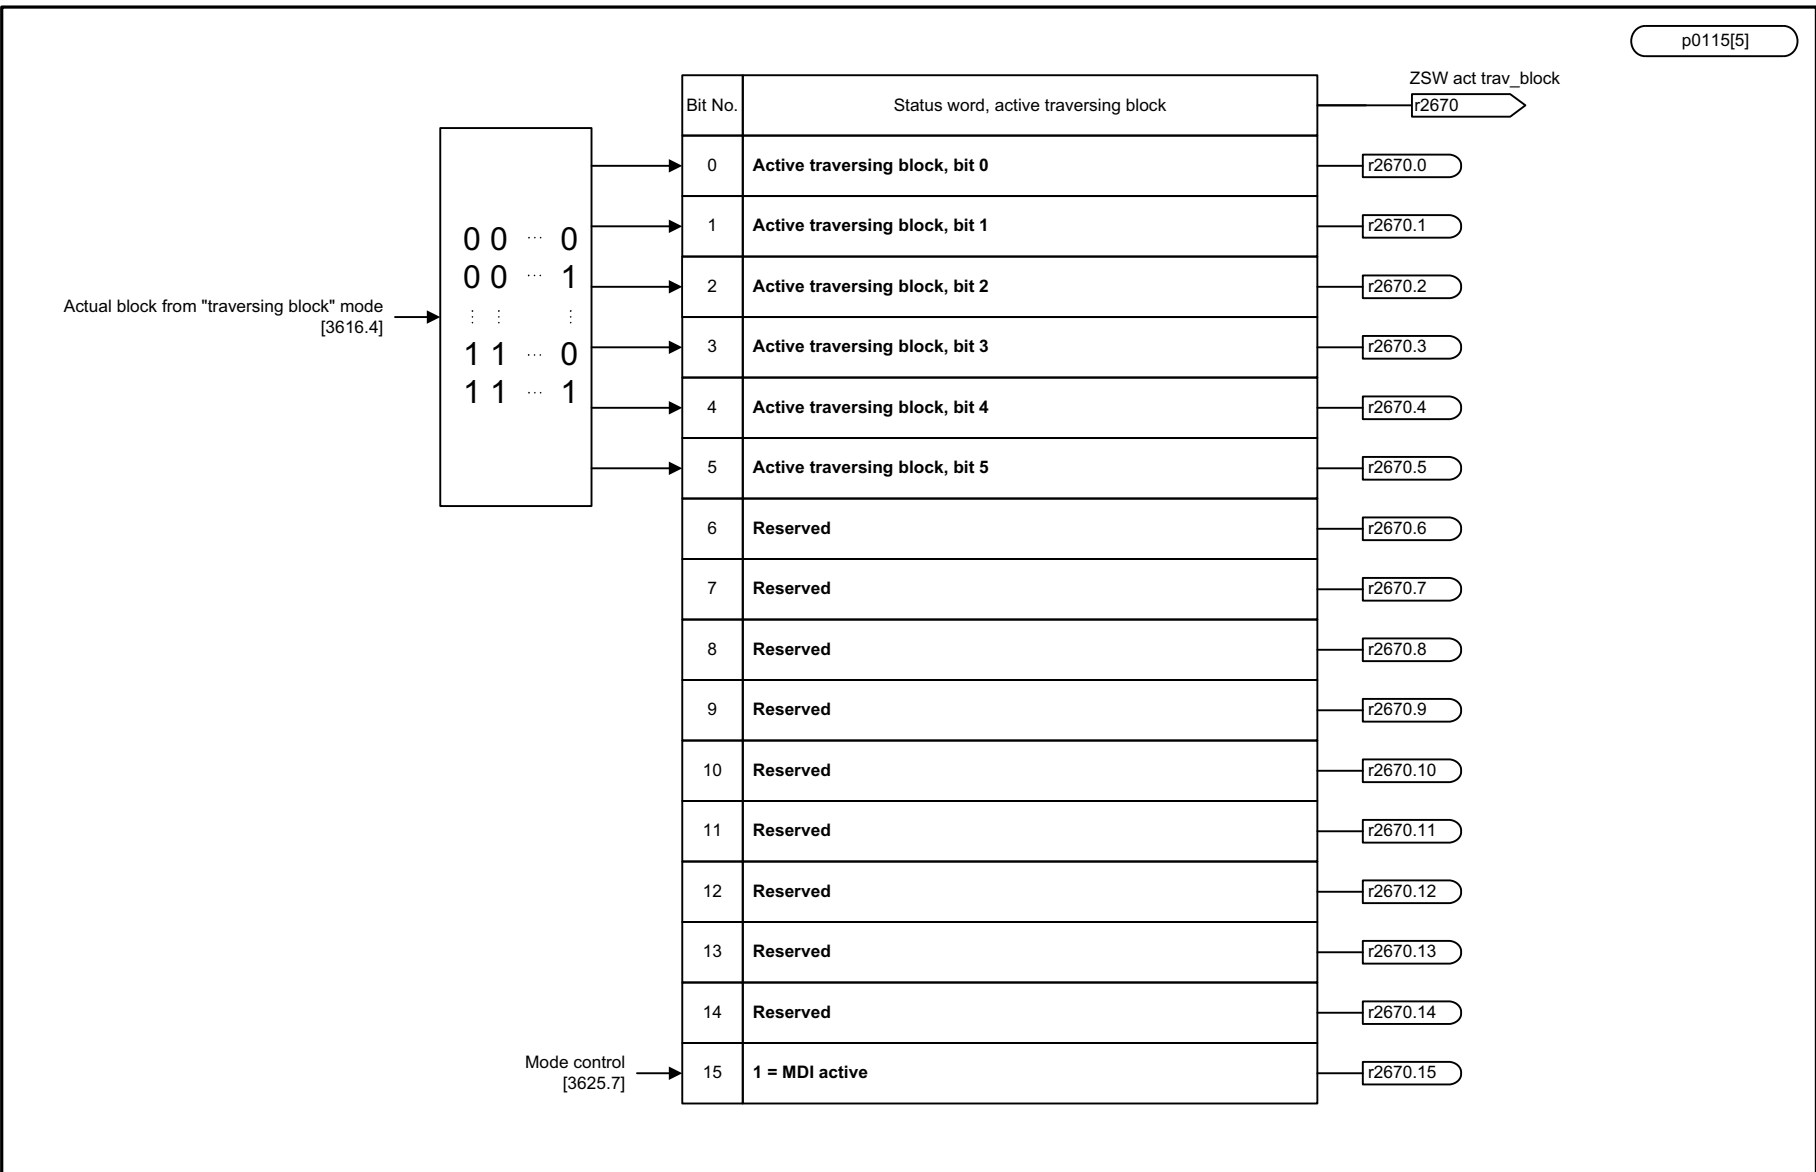 p0115[5]
ZSW act trav_block
Bit No. Status word, active traversing block r2670
0 Active traversing block, bit 0 r2670.0
1 Active traversing block, bit 1 r2670.1
2 Active traversing block, bit 2 r2670.2
3 Active traversing block, bit 3 r2670.3
4 Active traversing block, bit 4 r2670.4
5 Active traversing block, bit 5 r2670.5
6 Reserved r2670.6
7 Reserved r2670.7
8 Reserved r2670.8
9 Reserved r2670.9
10 Reserved r2670.10
11 Reserved r2670.11
12 Reserved r2670.12
13 Reserved r2670.13
14 Reserved r2670.14
15 1 = MDI active r2670.15
Actual block from "traversing block" mode
[3616.4]
0 0 ... 0
0 0 ... 1
⋮ ⋮ ⋮
1 1 ... 0
1 1 ... 1
Mode control
[3625.7]